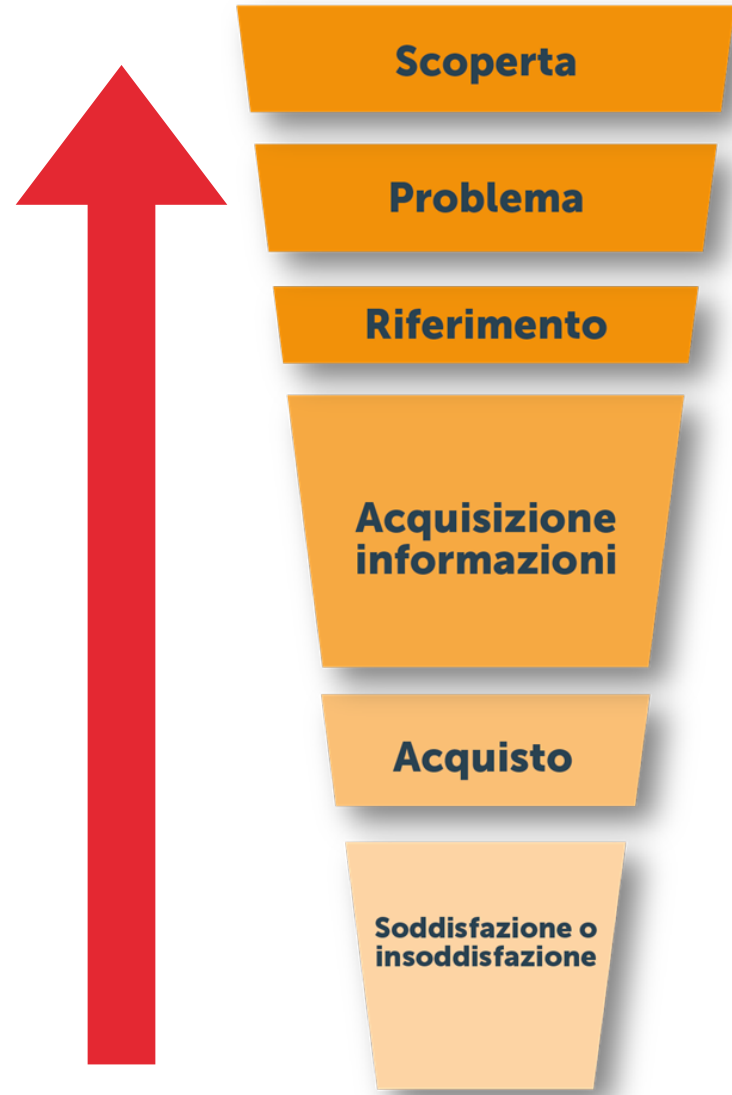 Scoperta
Problema
Riferimento
Acquisizione
informazioni
Acquisto
Soddisfazione o
insoddisfazione